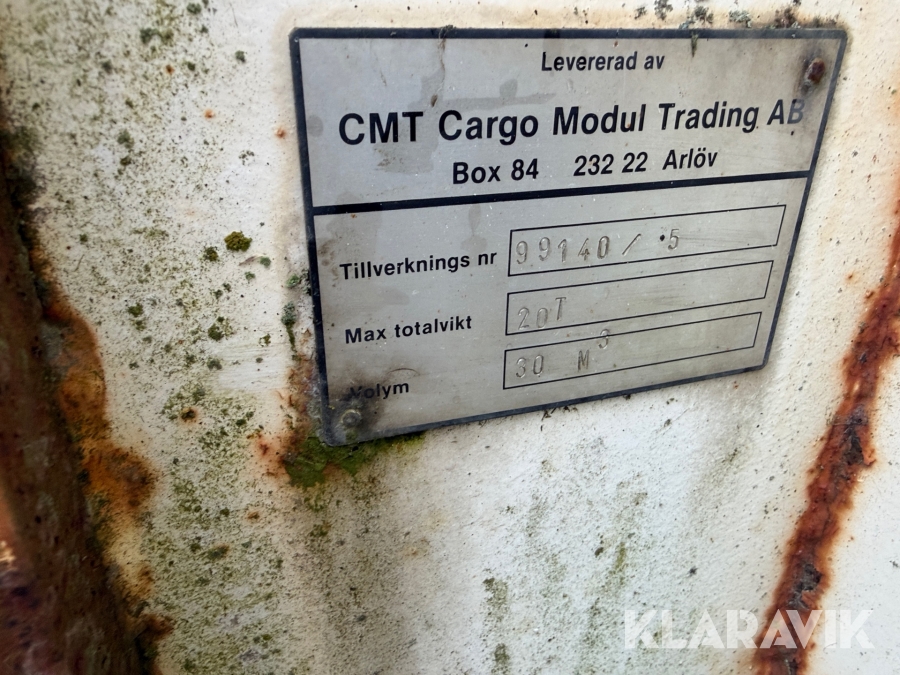 Levererad av
CMT Cargo Modul Trading AB
Box 84 232 22 Arlöv
Tillverknings nr 99140/ 5
Max totalvikt 20T
Volym 30 M3
KLARAVIK